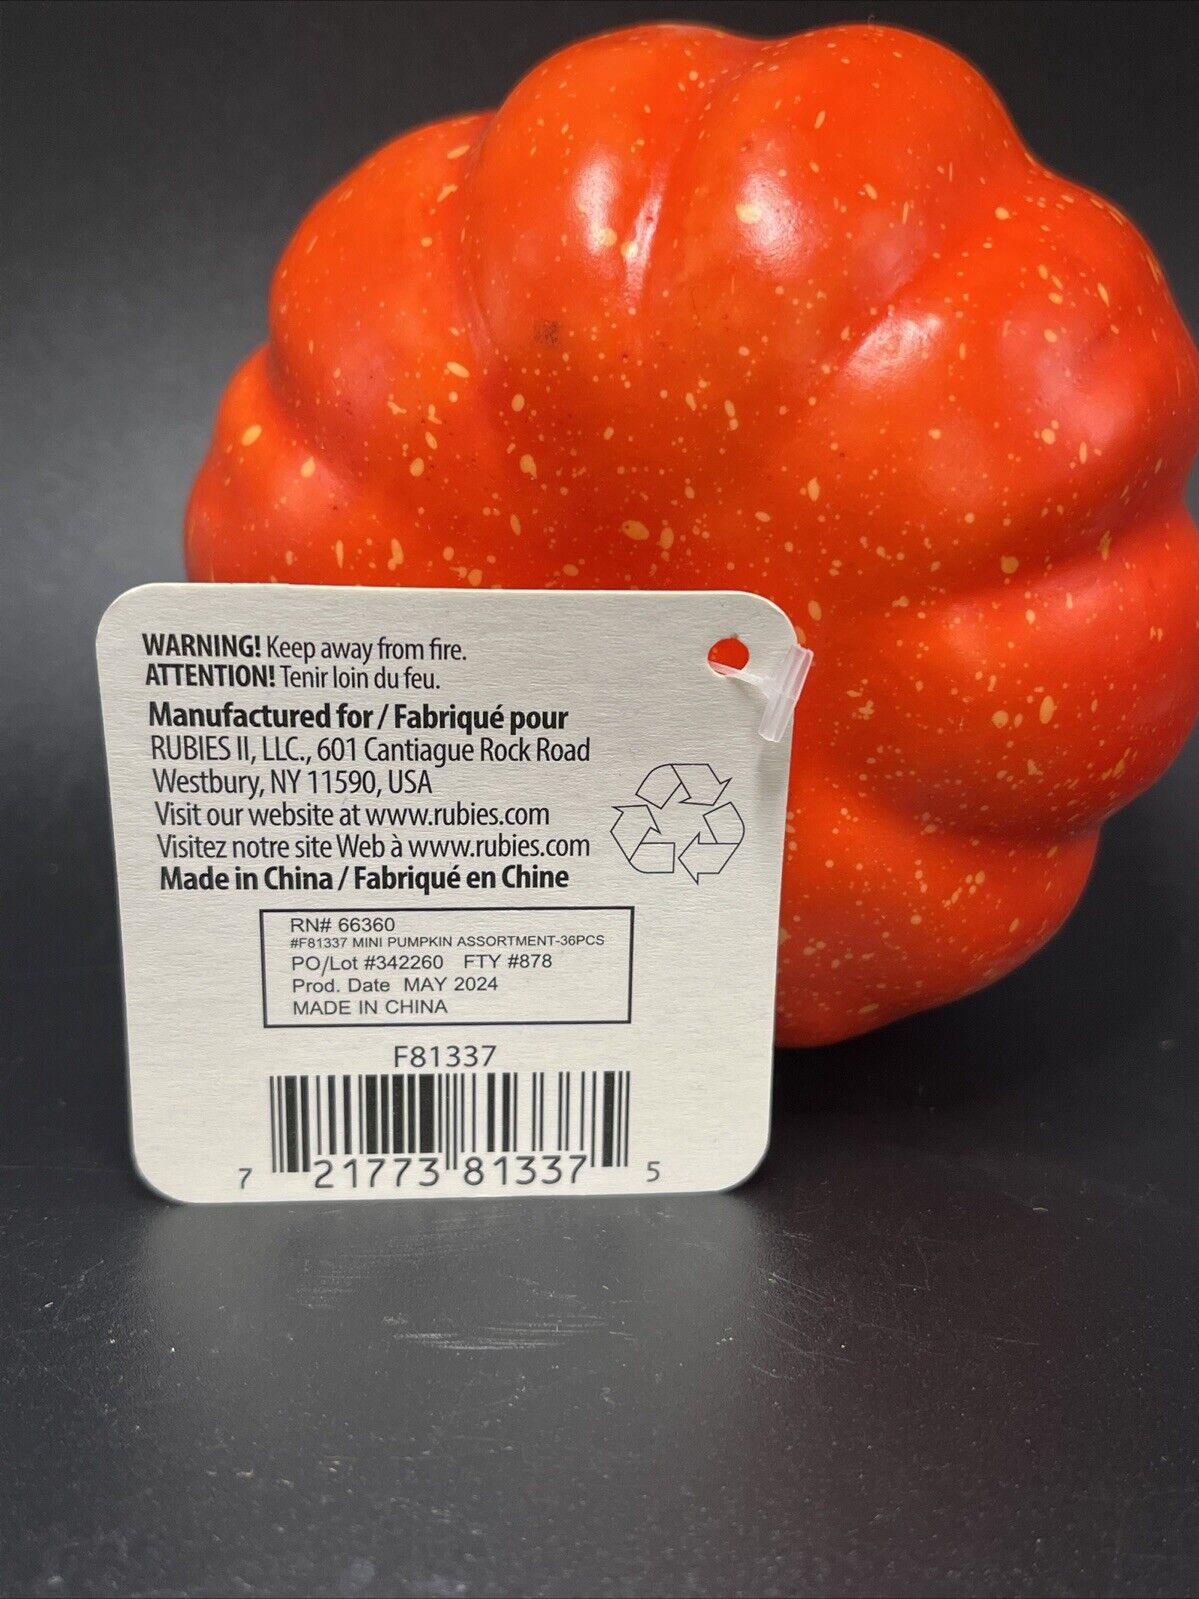 WARNING! Keep away from fire.
ATTENTION! Tenir loin du feu.
Manufactured for / Fabriqué pour
RUBIES II, LLC., 601 Cantiague Rock Road
Westbury, NY 11590, USA
Visit our website at www.rubies.com
Visitez notre site Web à www.rubies.com
Made in China / Fabriqué en Chine
RN# 66360
#F81337 MINI PUMPKIN ASSORTMENT-36PCS
PO/Lot #342260 FTY #878
Prod. Date MAY 2024
MADE IN CHINA
F81337
7 21773 81337 5